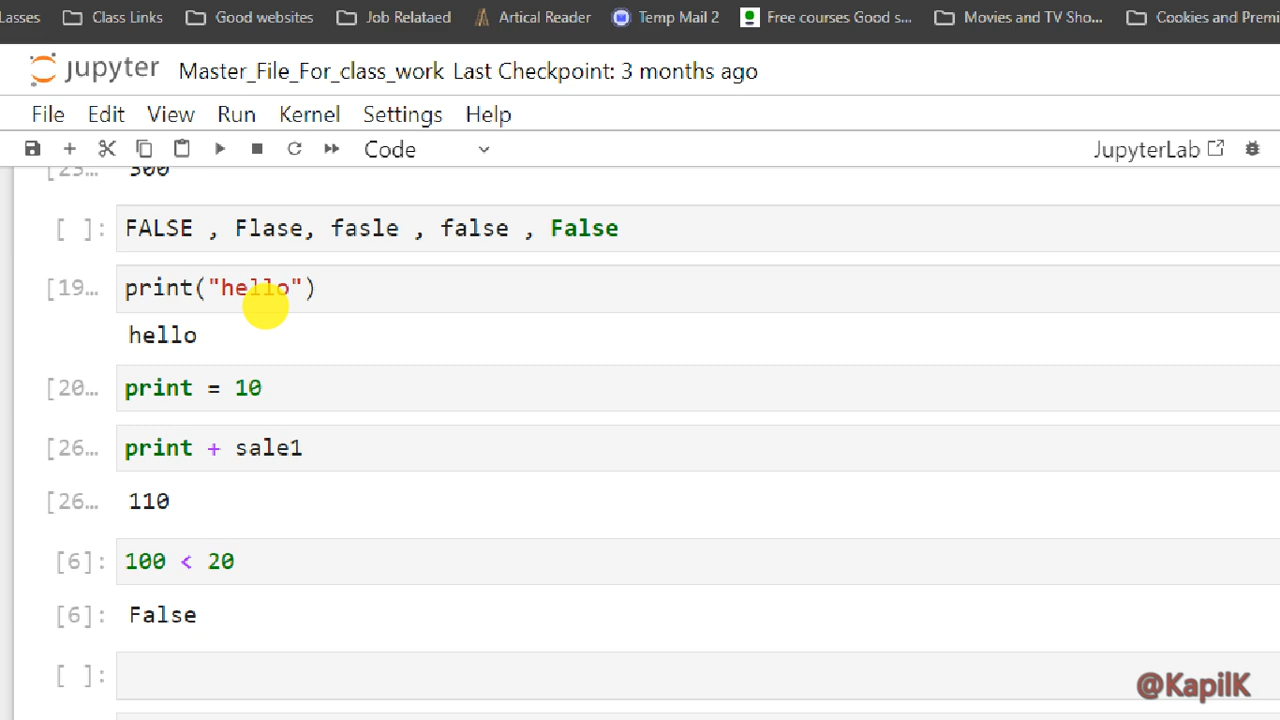 lasses Class Links Good websites Job Relataed Artical Reader Temp Mail 2 Free courses Good s... Movies and TV Sho... Cookies and Premi
jupyter Master_File_For_class_work Last Checkpoint: 3 months ago
File Edit View Run Kernel Settings Help
Code JupyterLab
[23... 300
[ ]: FALSE , Flase, fasle , false , False
[19... print("hello")
hello
[20... print = 10
[26... print + sale1
[26... 110
[6]: 100 < 20
[6]: False
[ ]:
@KapilK